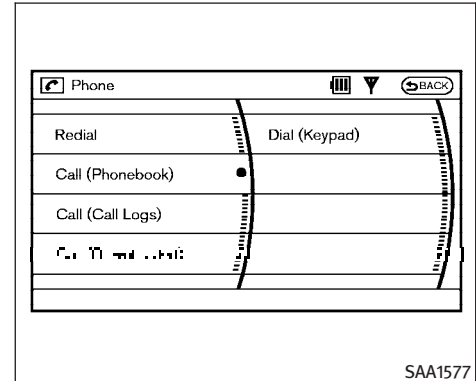 Phone
BACK
Redial
Dial (Keypad)
Call (Phonebook)
Call (Call Logs)
SAA1577